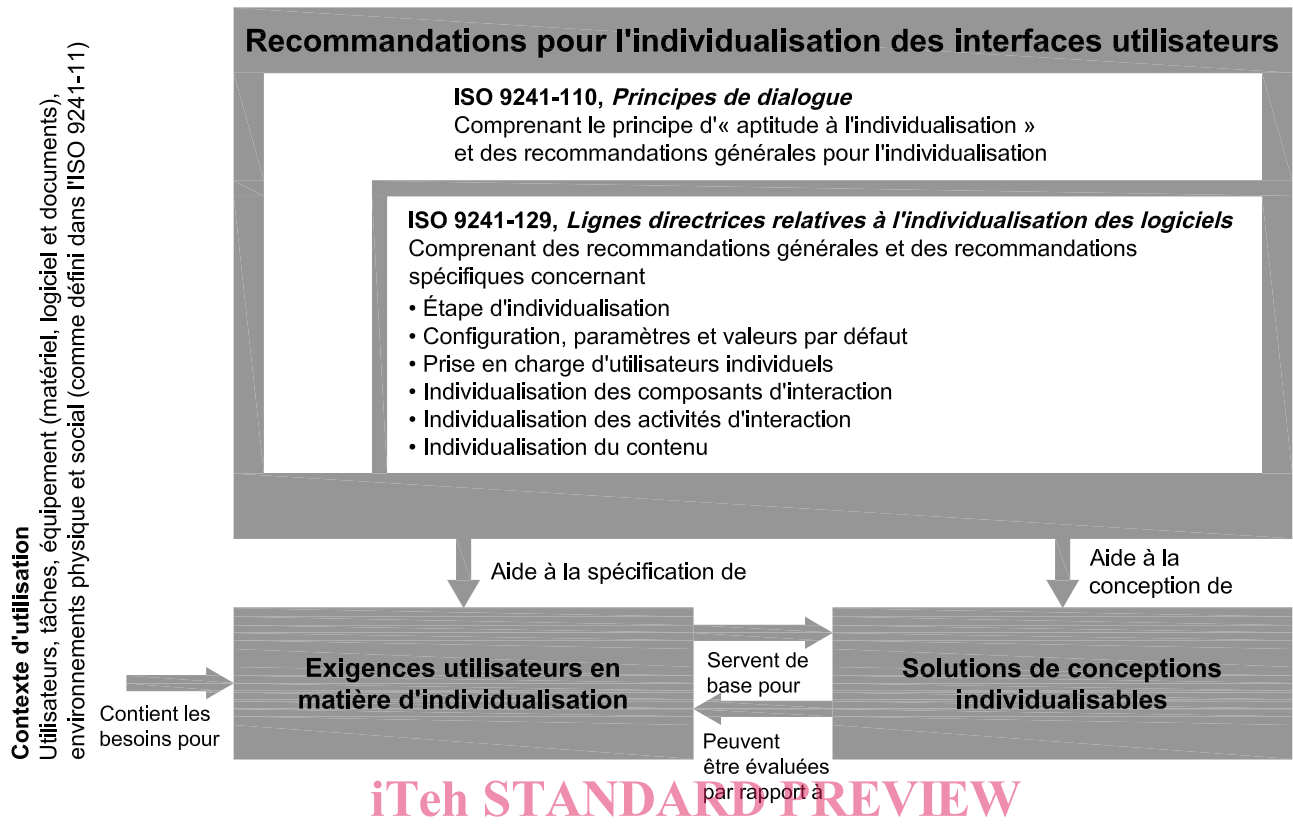 Contexte d'utilisation
Utilisateurs, tâches, équipement (matériel, logiciel et documents),
environnements physique et social (comme défini dans l'ISO 9241-11)
Recommandations pour l'individualisation des interfaces utilisateurs
ISO 9241-110, Principes de dialogue
Comprenant le principe d'« aptitude à l'individualisation »
et des recommandations générales pour l'individualisation
ISO 9241-129, Lignes directrices relatives à l'individualisation des logiciels
Comprenant des recommandations générales et des recommandations
spécifiques concernant
• Étape d'individualisation
• Configuration, paramètres et valeurs par défaut
• Prise en charge d'utilisateurs individuels
• Individualisation des composants d'interaction
• Individualisation des activités d'interaction
• Individualisation du contenu
Aide à la spécification de
Aide à la
conception de
Contient les
besoins pour
Exigences utilisateurs en
matière d'individualisation
Servent de
base pour
Peuvent
être évaluées
par rapport à
Solutions de conceptions
individualisables
iTeh STANDARD PREVIEW